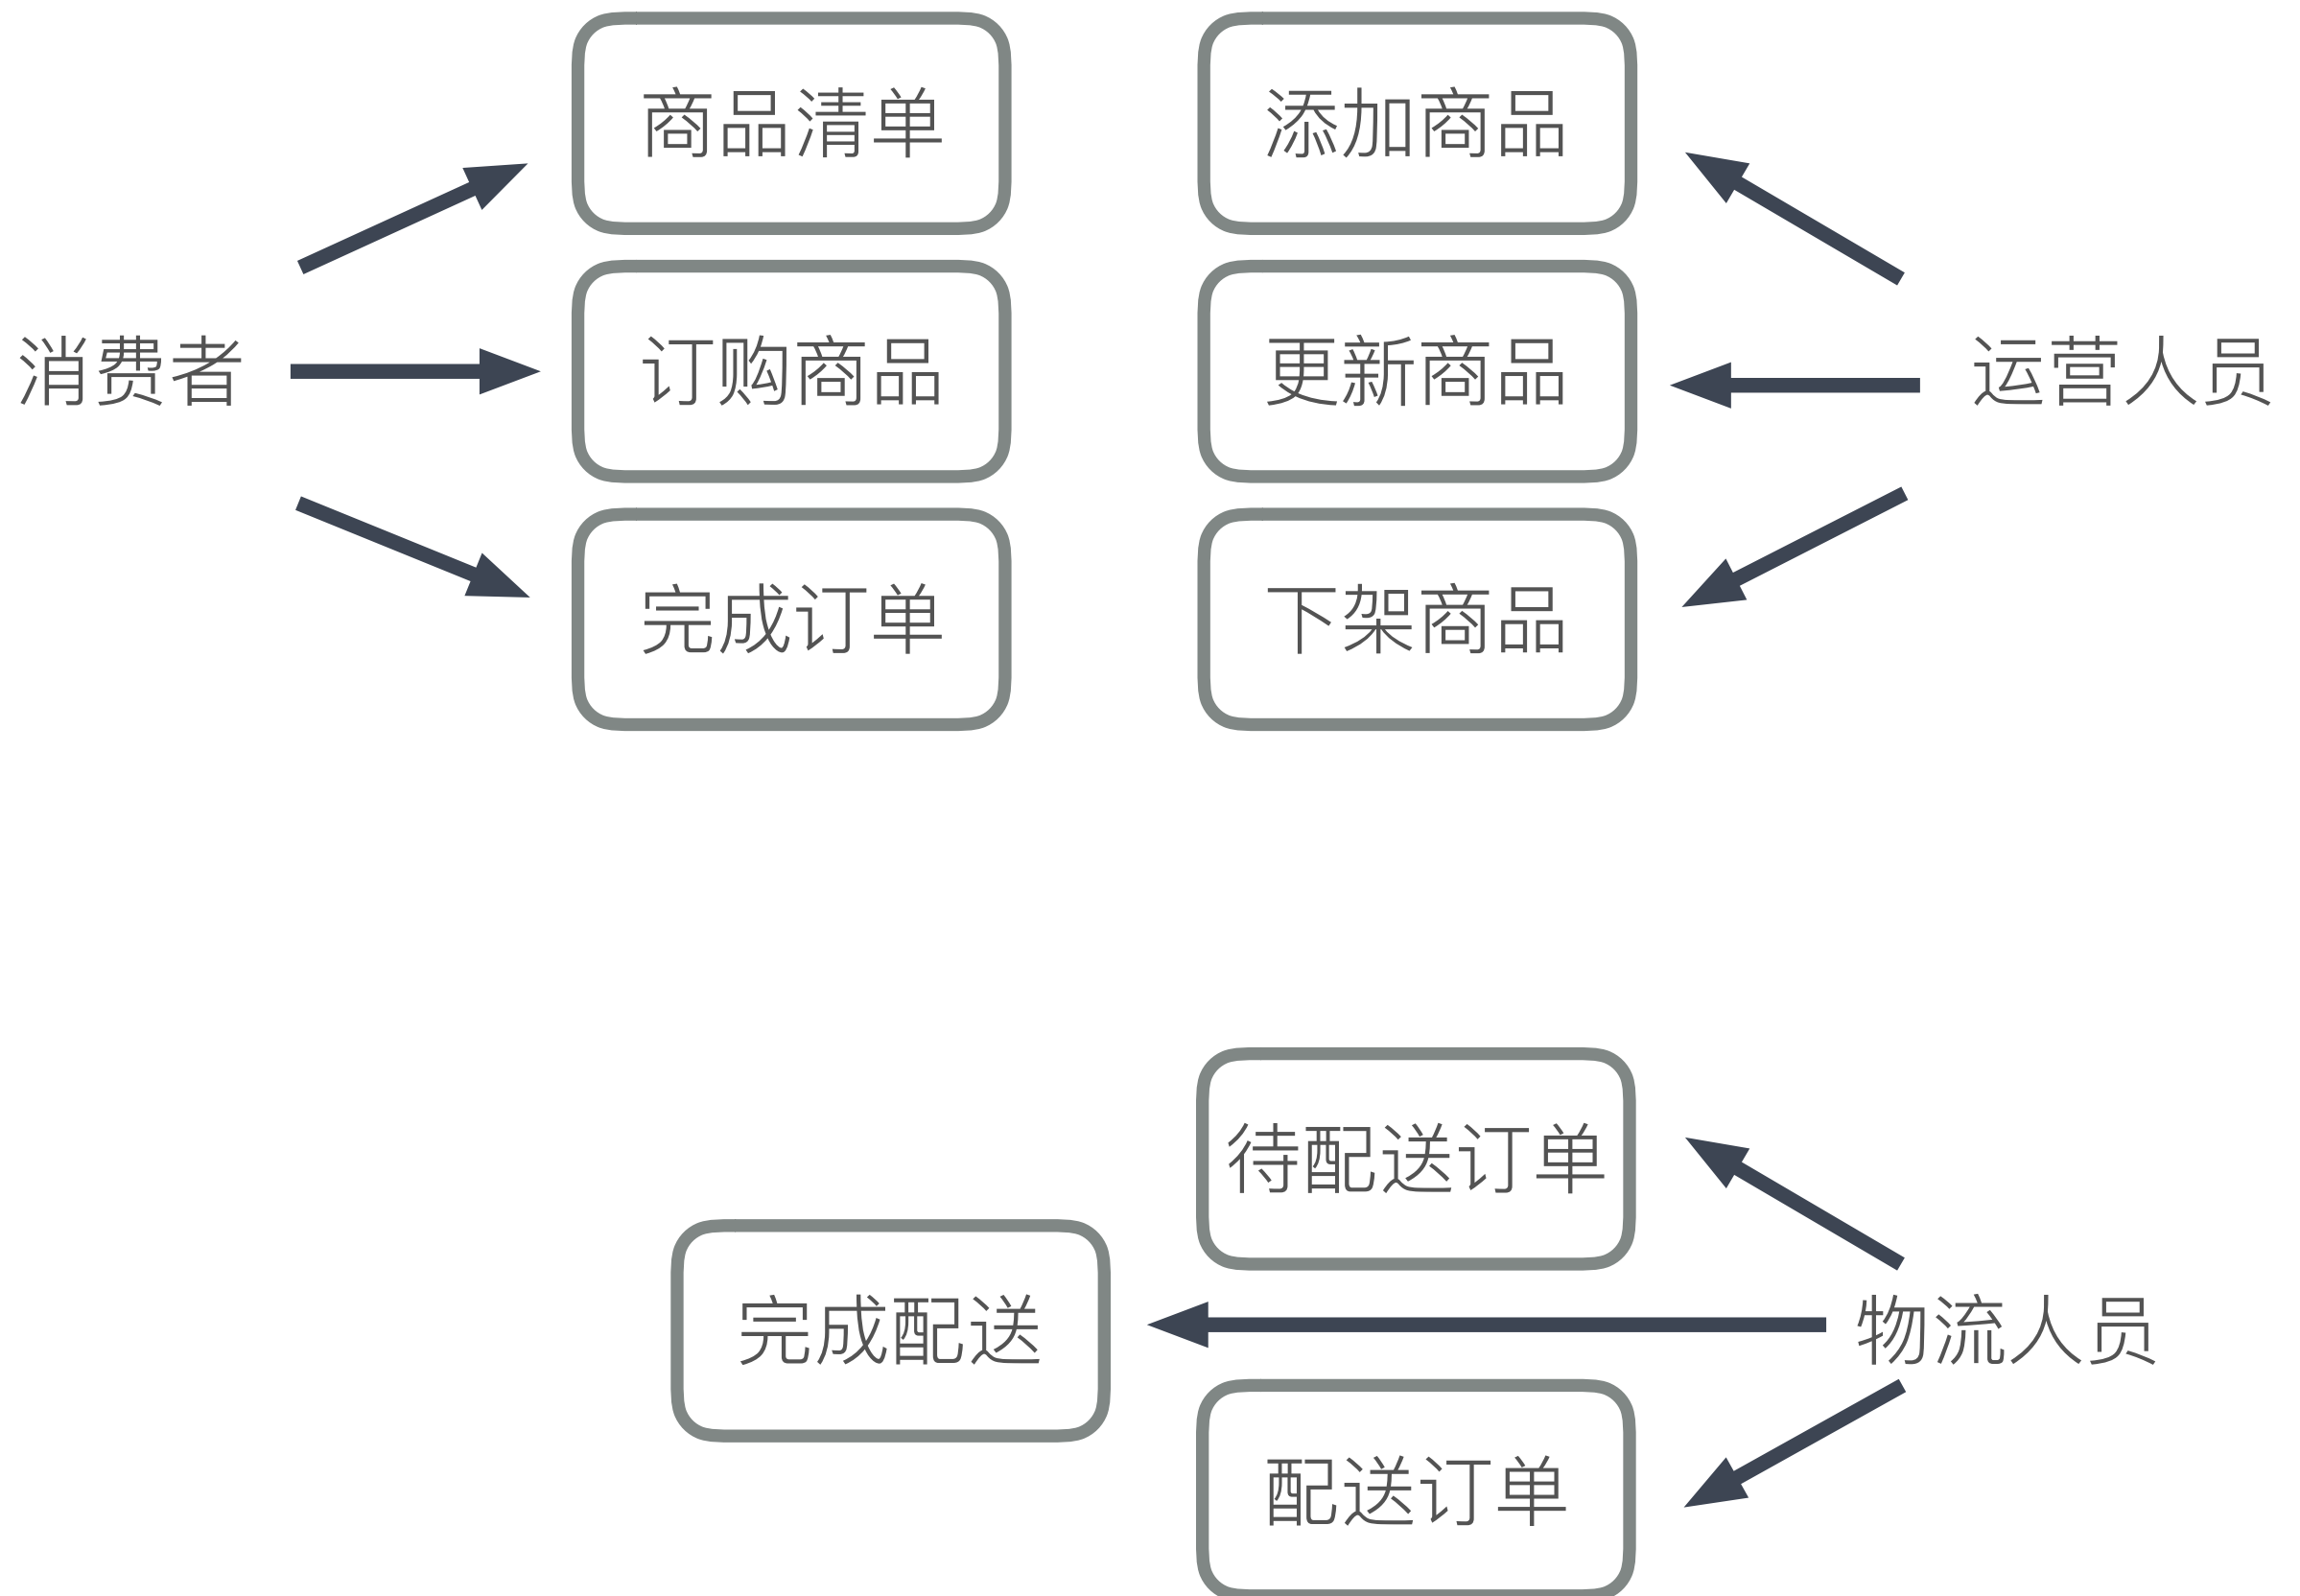 商品清单
添加商品
消费者
订购商品
更新商品
运营人员
完成订单
下架商品
待配送订单
完成配送
物流人员
配送订单